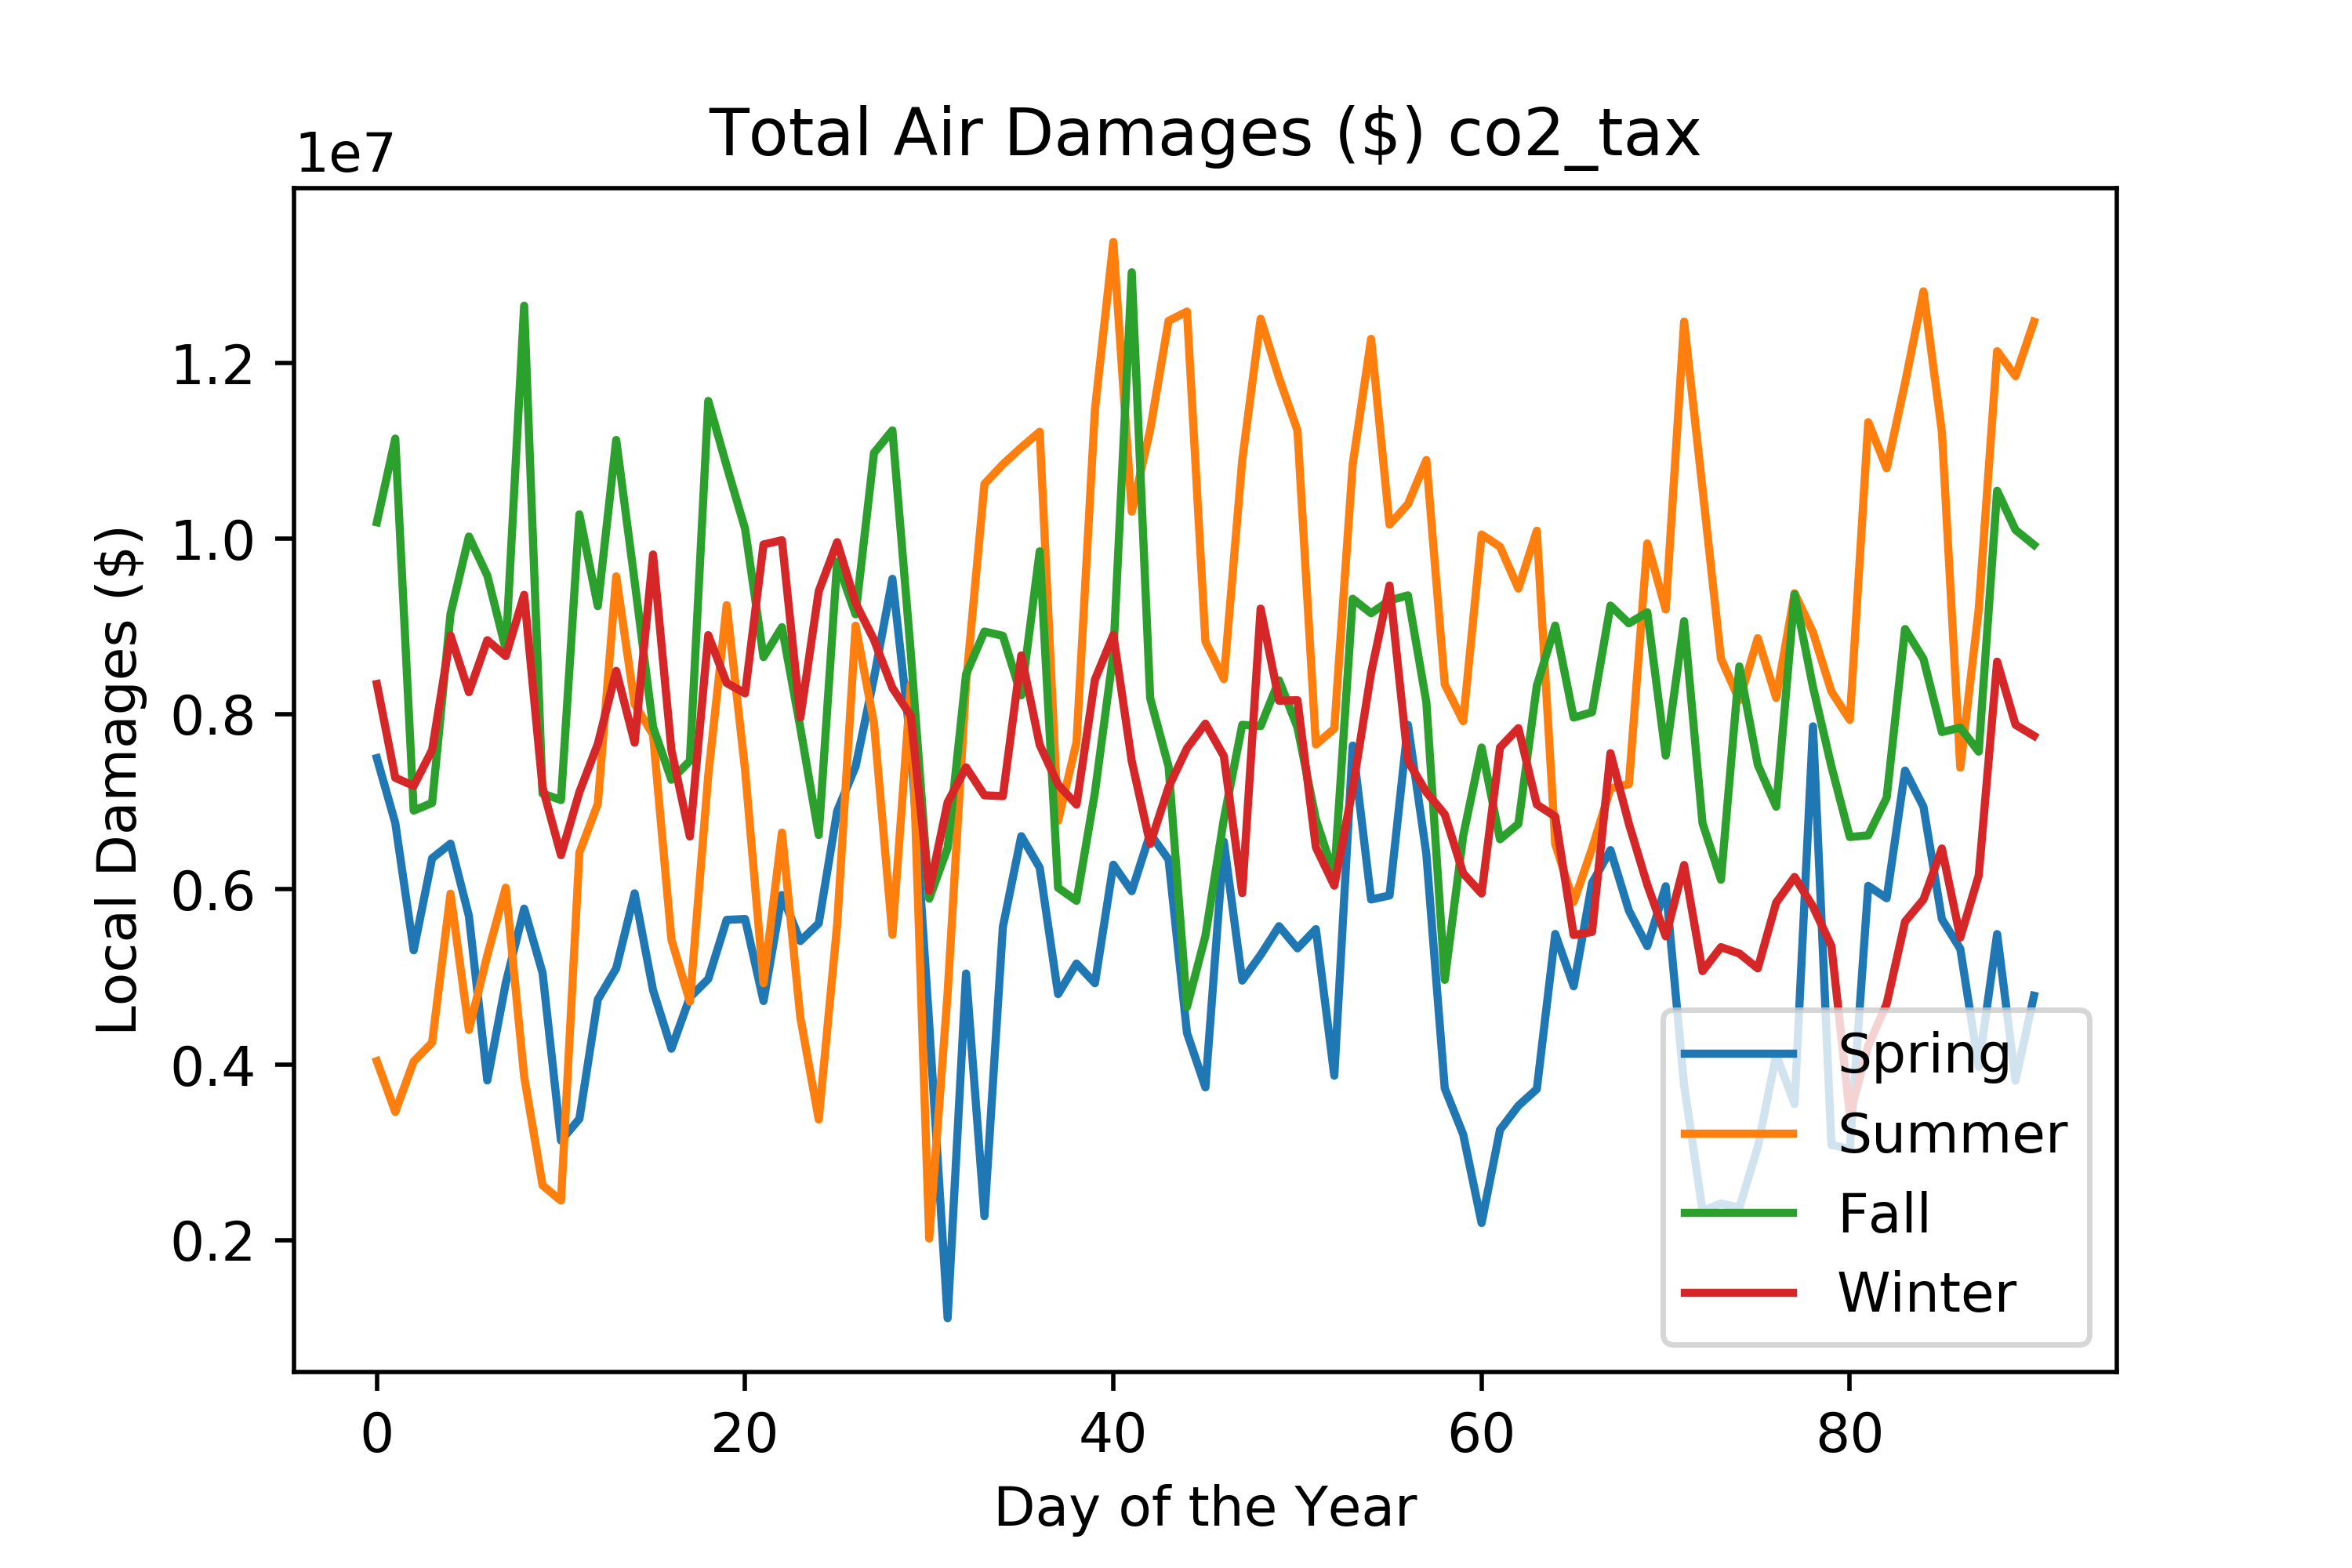 Total Air Damages ($) co2_tax
1e7
1.2
1.0
0.8
0.6
0.4
0.2
Local Damages ($)
0
20
40
60
80
Day of the Year
Spring
Summer
Fall
Winter